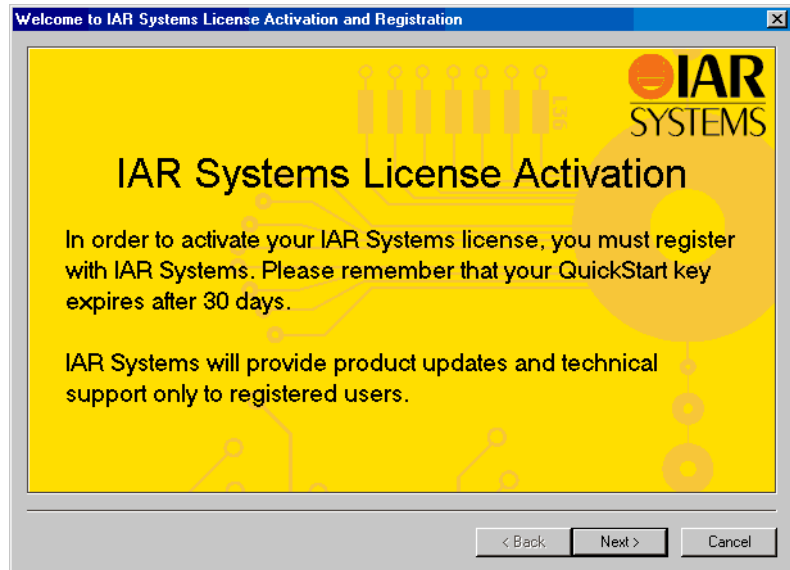 Welcome to IAR Systems License Activation and Registration
IAR
SYSTEMS
L36
IAR Systems License Activation
In order to activate your IAR Systems license, you must register
with IAR Systems. Please remember that your QuickStart key
expires after 30 days.
IAR Systems will provide product updates and technical
support only to registered users.
< Back
Next >
Cancel